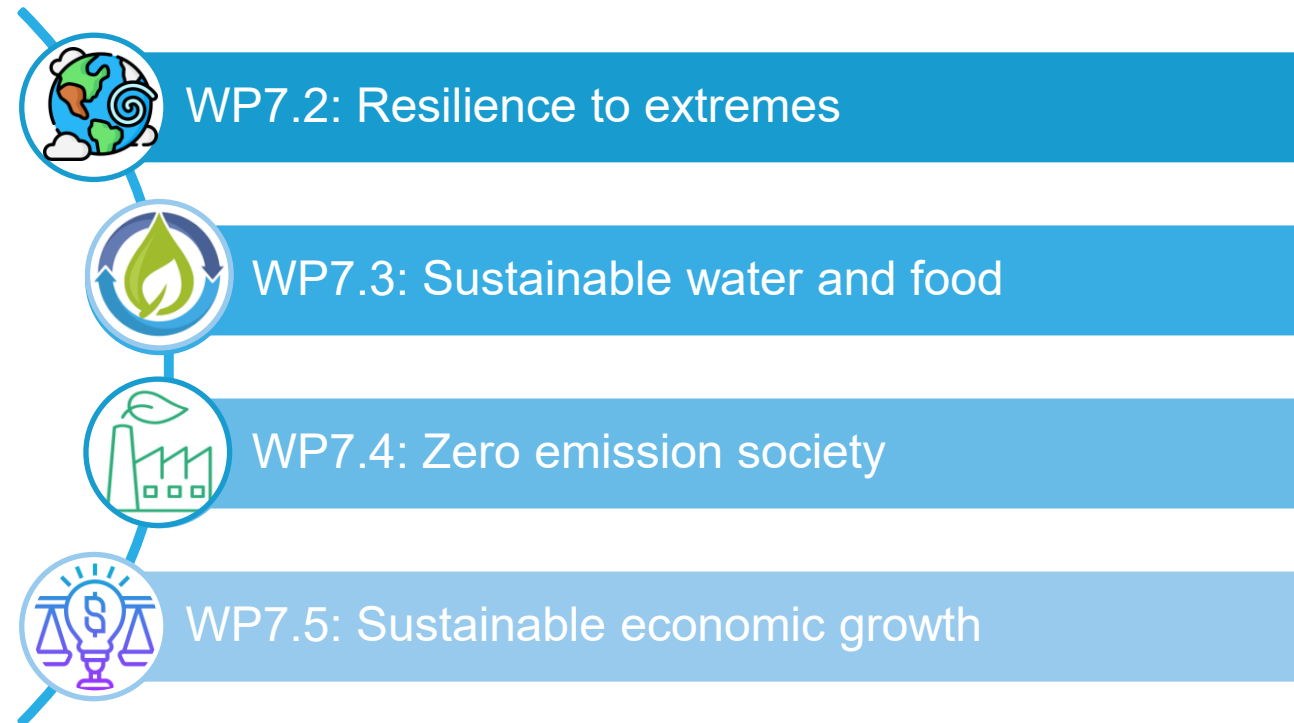 WP7.2: Resilience to extremes
WP7.3: Sustainable water and food
WP7.4: Zero emission society
$
WP7.5: Sustainable economic growth